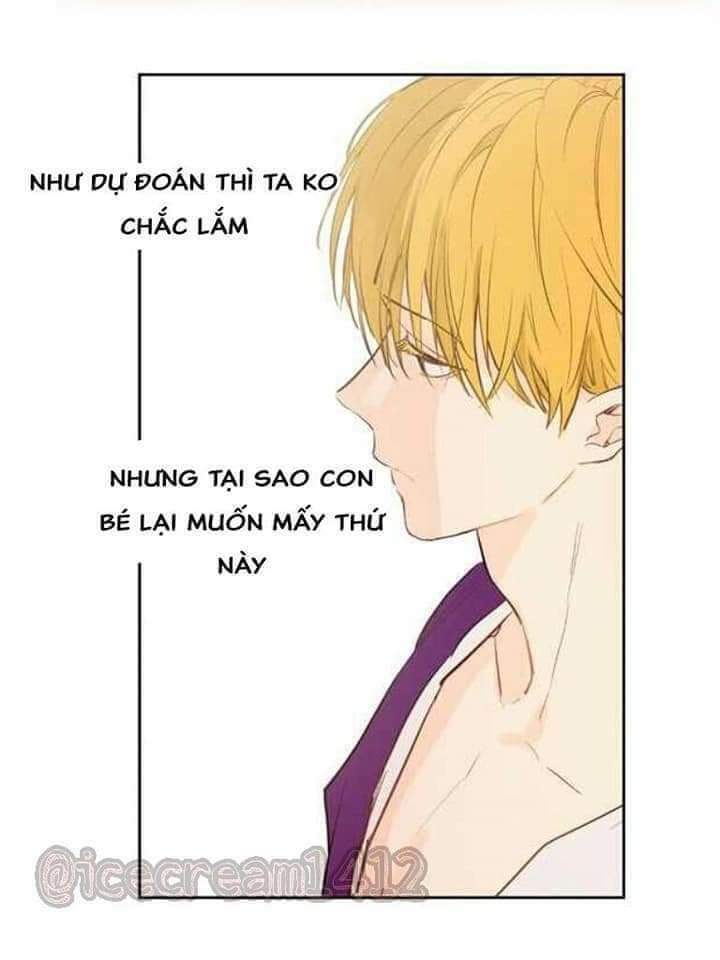 NHƯ DỰ ĐOÁN THÌ TA KO
CHẮC LẮM
NHƯNG TẠI SAO CON
BÉ LẠI MUỐN MẤY THỨ
NÀY
@icecream1412